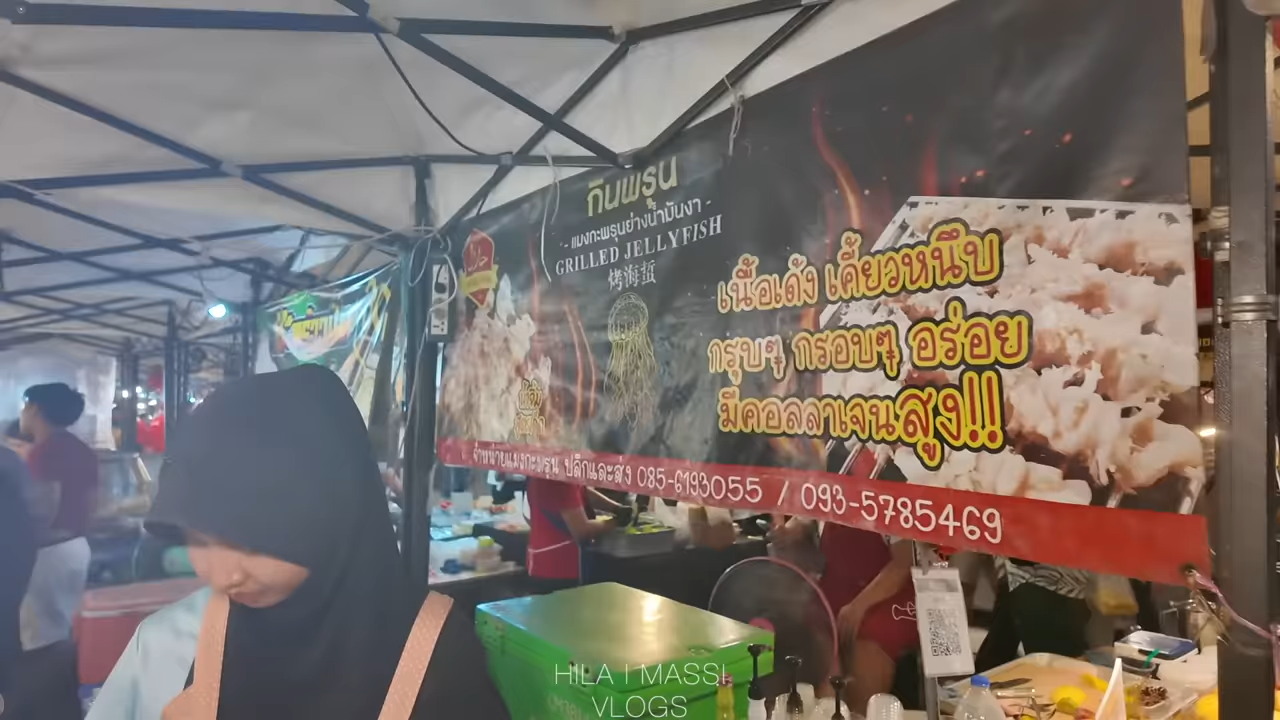 กินพรุน
- แมงกะพรุนย่างน้ำมันงา -
GRILLED JELLYFISH
烤海蜇
เนื้อเด้ง เคี้ยวหนึบ
กรุบๆ กรอบๆ อร่อย
มีคอลลาเจนสูง!!
จำหน่ายแมงกะพรุน ปลีกและส่ง 085-6193055 / 093-5785469
HILA | MASSI
VLOGS